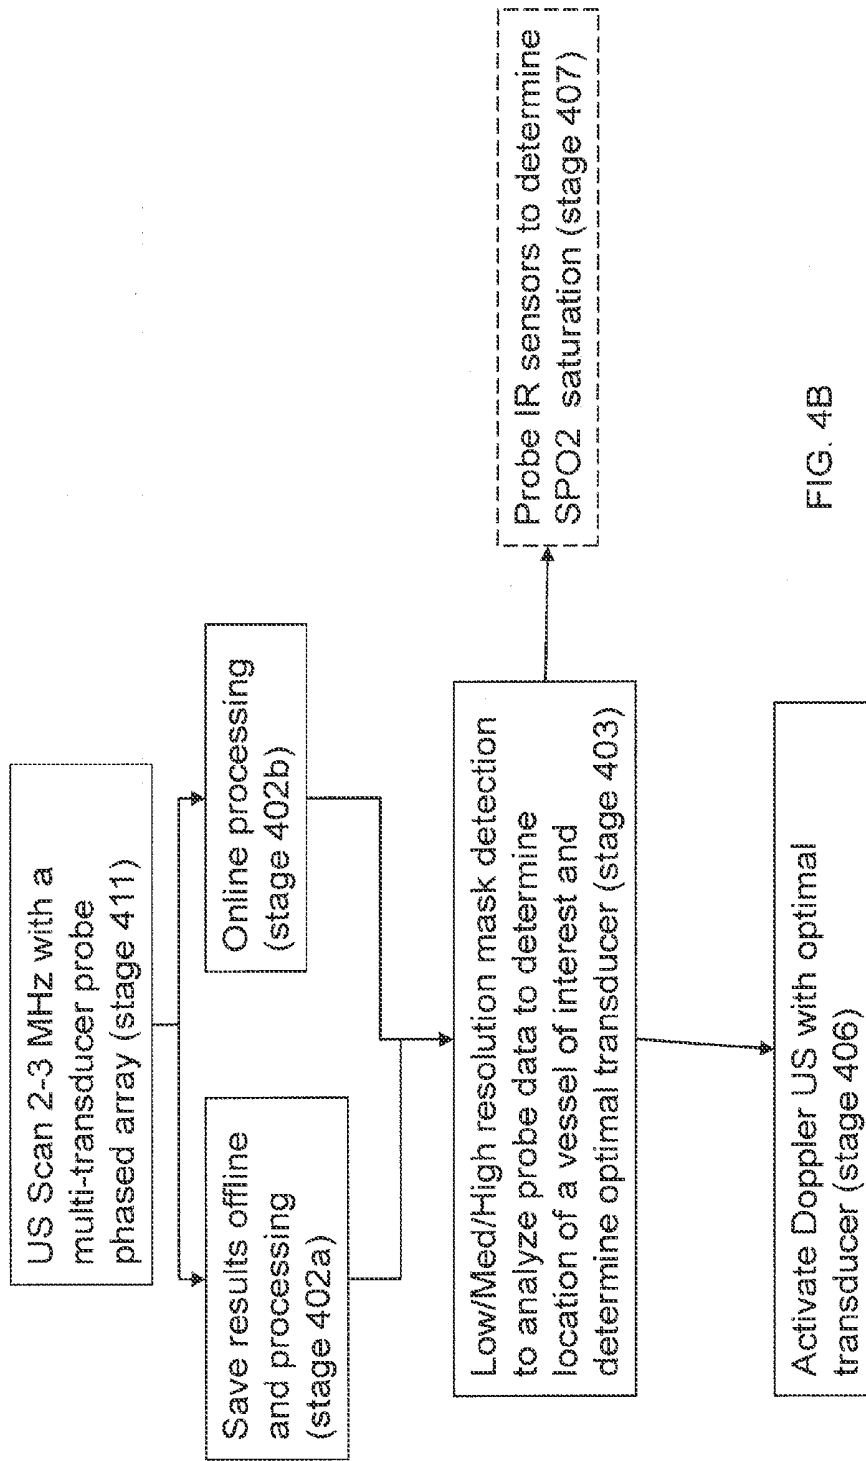 US Scan 2-3 MHz with a
multi-transducer probe
phased array (stage 411)
Save results offline
and processing
(stage 402a)
Online processing
(stage 402b)
Low/Med/High resolution mask detection
to analyze probe data to determine
location of a vessel of interest and
determine optimal transducer (stage 403)
Probe IR sensors to determine
SPO2 saturation (stage 407)
Activate Doppler US with optimal
transducer (stage 406)
FIG. 4B